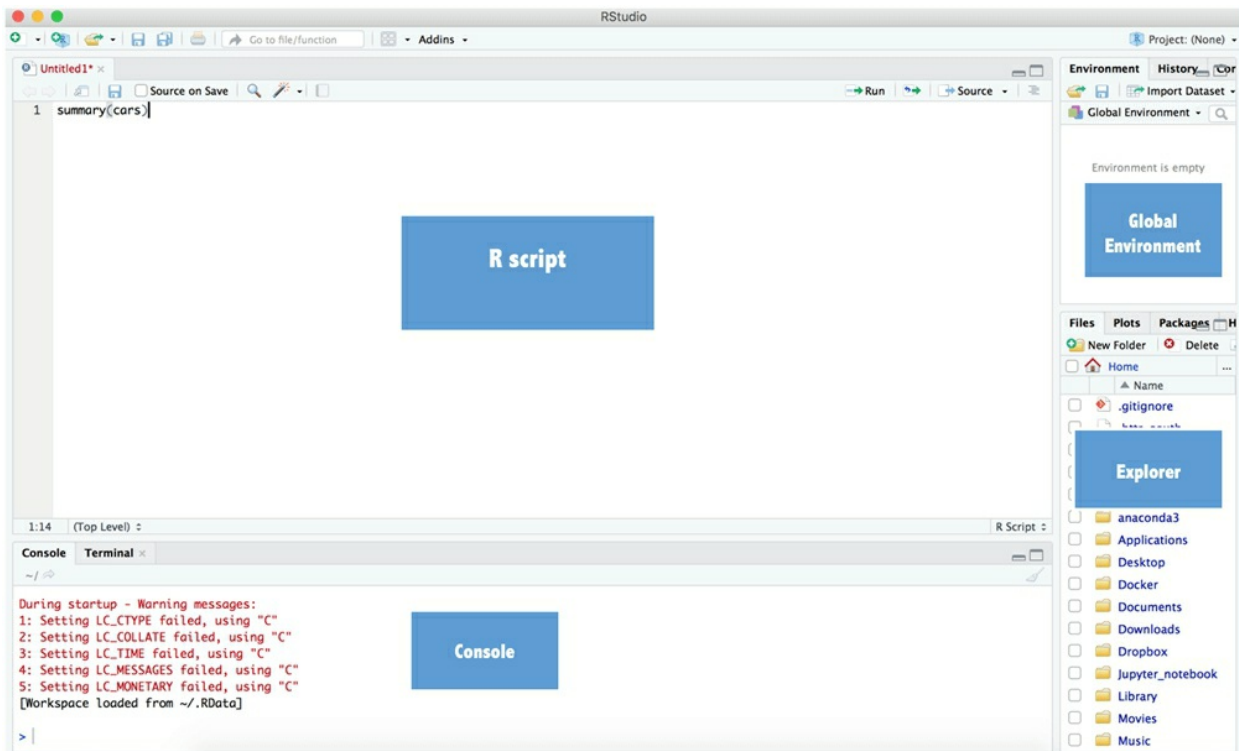 RStudio
Go to file/function
Addins
Project: (None)
Untitled1*
Source on Save
Run
Source
1 summary(cars)
R script
1:14 (Top Level)
R Script
Console Terminal
~/
During startup - Warning messages:
1: Setting LC_CTYPE failed, using "C"
2: Setting LC_COLLATE failed, using "C"
3: Setting LC_TIME failed, using "C"
4: Setting LC_MESSAGES failed, using "C"
5: Setting LC_MONETARY failed, using "C"
[Workspace loaded from ~/.RData]
>
Console
Environment History Cor
Import Dataset
Global Environment
Environment is empty
Global
Environment
Files Plots Packages H
New Folder Delete
Home ...
Name
.gitignore
Explorer
anaconda3
Applications
Desktop
Docker
Documents
Downloads
Dropbox
Jupyter_notebook
Library
Movies
Music